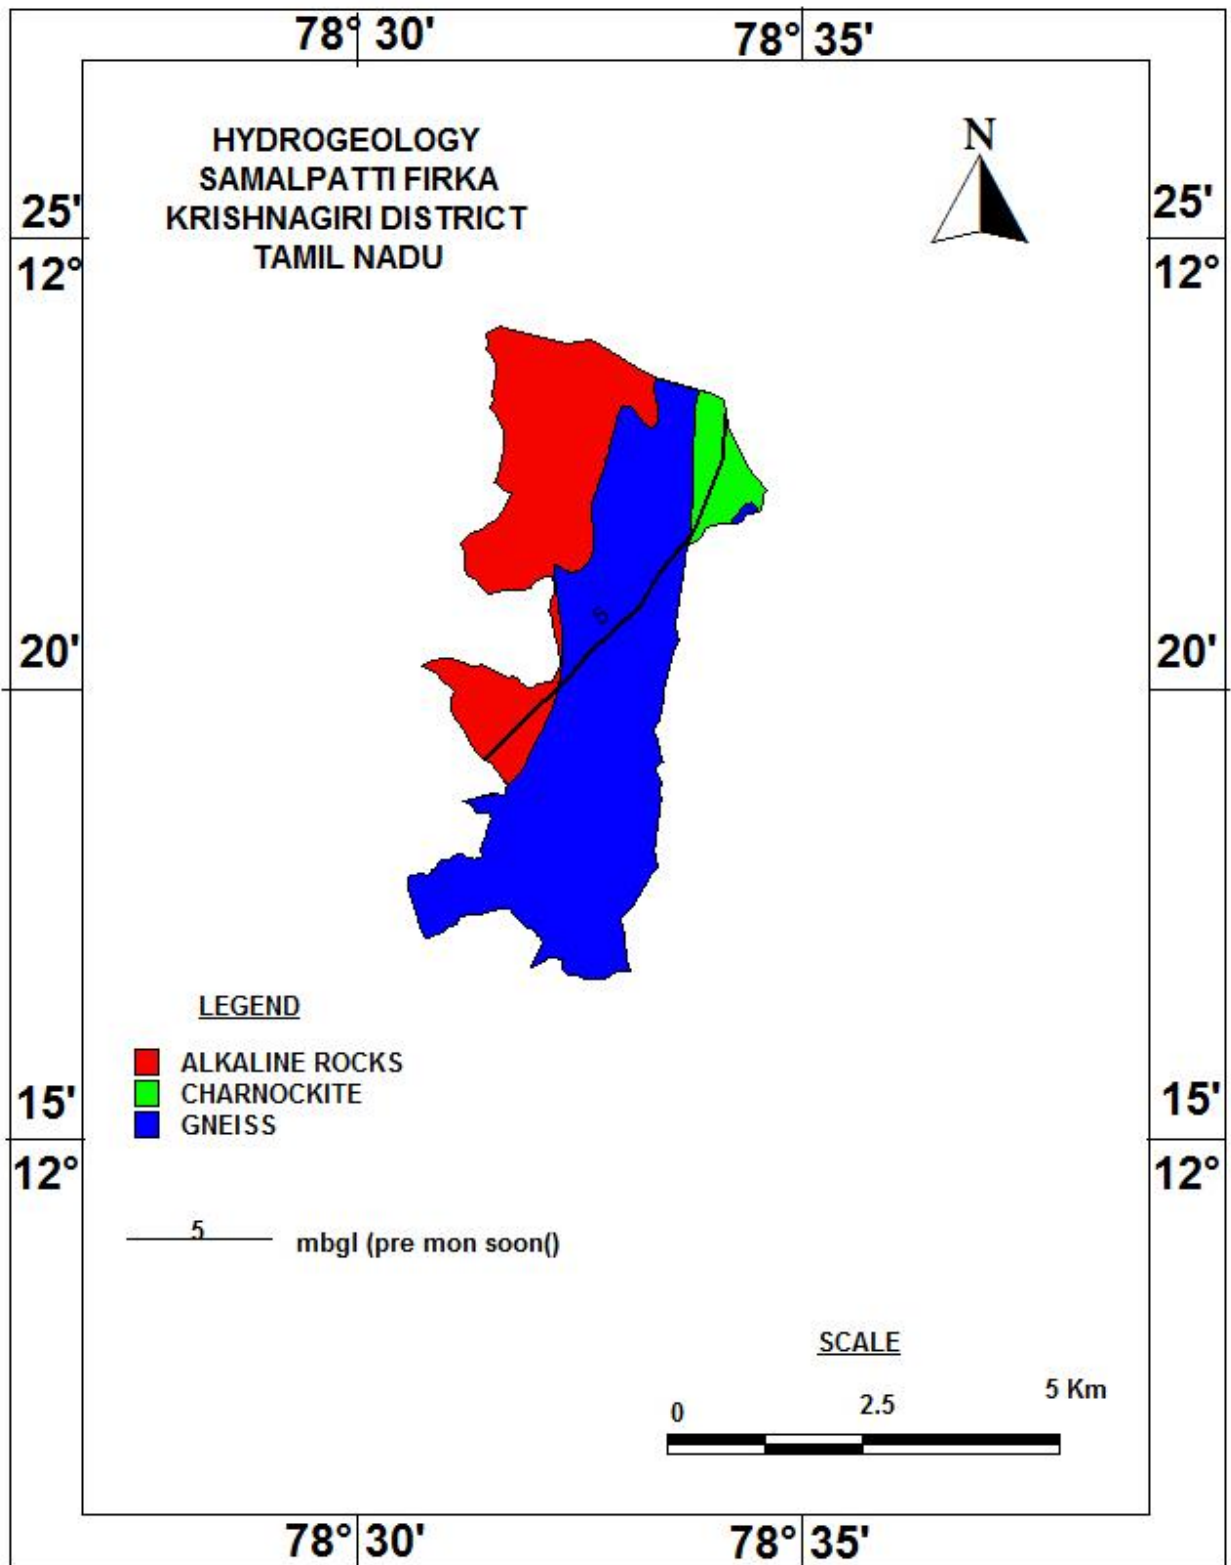 78° 30'
78° 35'
HYDROGEOLOGY
SAMALPATTI FIRKA
KRISHNAGIRI DISTRICT
TAMIL NADU
N
25'
12°
25'
12°
20'
20'
LEGEND
ALKALINE ROCKS
CHARNOCKITE
GNEISS
15'
12°
15'
12°
5
mbgl (pre mon soon()
SCALE
0
2.5
5 Km
78° 30'
78° 35'